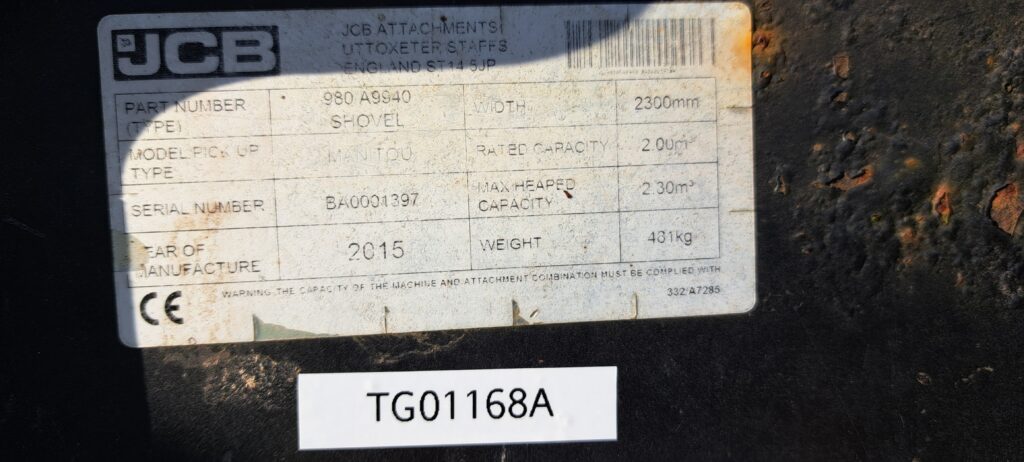 JCB
JCB ATTACHMENTS
UTTOXETER STAFFS
ENGLAND ST14 5JP
PART NUMBER (TYPE) 980/A9940 SHOVEL WIDTH 2300mm
MODEL PICK UP TYPE MANITOU RATED CAPACITY 2.00m³
SERIAL NUMBER BA0001397 MAX HEAPED CAPACITY 2.30m³
YEAR OF MANUFACTURE 2015 WEIGHT 461kg
WARNING THE CAPACITY OF THE MACHINE AND ATTACHMENT COMBINATION MUST BE COMPLIED WITH
CE
332/A7285
TG01168A